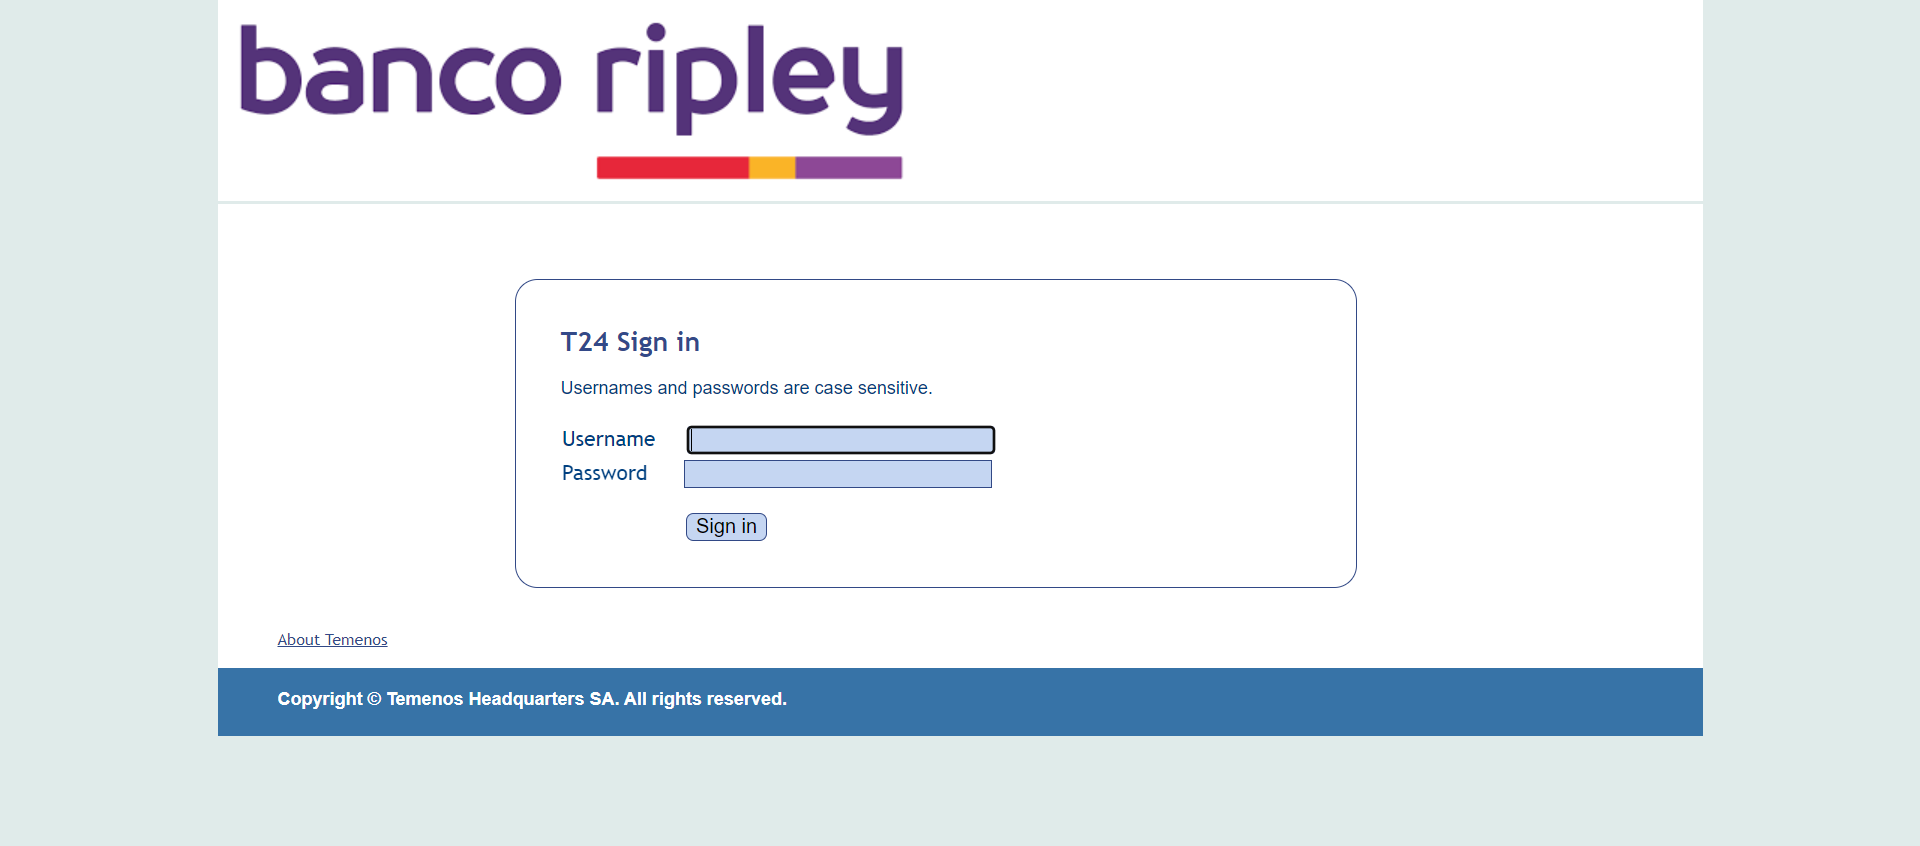 banco ripley
T24 Sign in
Usernames and passwords are case sensitive.
Username
Password
Sign in
About Temenos
Copyright © Temenos Headquarters SA. All rights reserved.